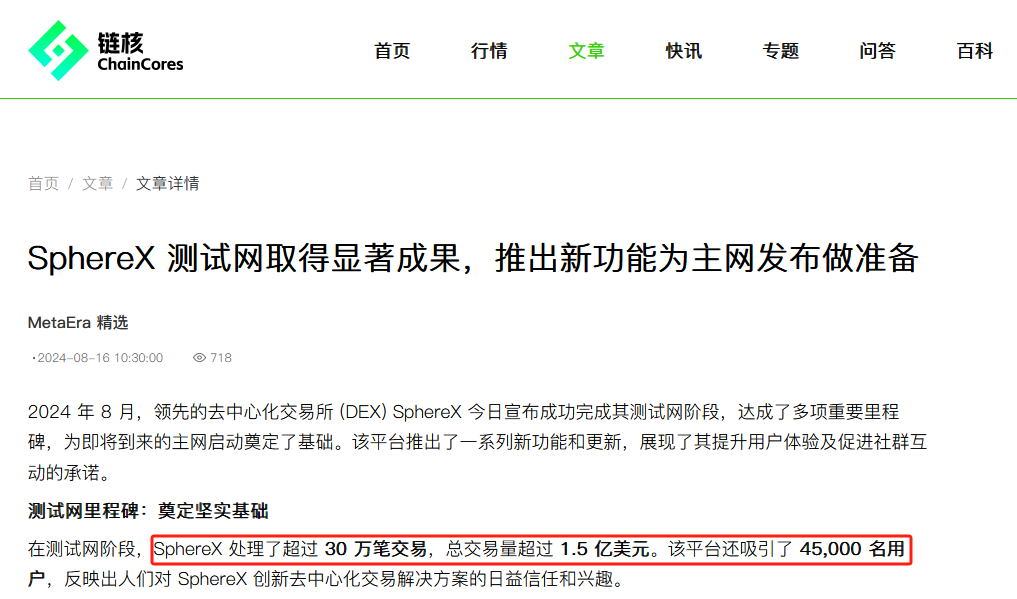 链核
ChainCores
首页 行情 文章 快讯 专题 问答 百科
首页 / 文章 / 文章详情
SphereX 测试网取得显著成果，推出新功能为主网发布做准备
MetaEra 精选
·2024-08-16 10:30:00 718
2024 年 8 月，领先的去中心化交易所 (DEX) SphereX 今日宣布成功完成其测试网阶段，达成了多项重要里程
碑，为即将到来的主网启动奠定了基础。该平台推出了一系列新功能和更新，展现了其提升用户体验及促进社群互
动的承诺。
测试网里程碑：奠定坚实基础
在测试网阶段，SphereX 处理了超过 30 万笔交易，总交易量超过 1.5 亿美元。该平台还吸引了 45,000 名用
户，反映出人们对 SphereX 创新去中心化交易解决方案的日益信任和兴趣。